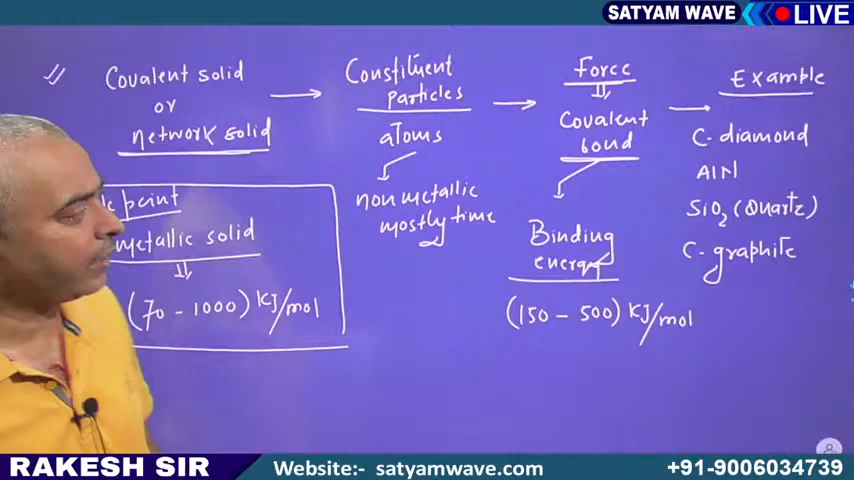 SATYAM WAVE LIVE
Covalent solid
or
network solid
Constituent
particles
atoms
nonmetallic
mostly time
Force
Covalent
bond
Binding
energy
(150 - 500) KJ/mol
Example
C-diamond
AlN
SiO₂ (Quartz)
C-graphite
point
metallic solid
(70 - 1000) KJ/mol
RAKESH SIR
Website:- satyamwave.com
+91-9006034739